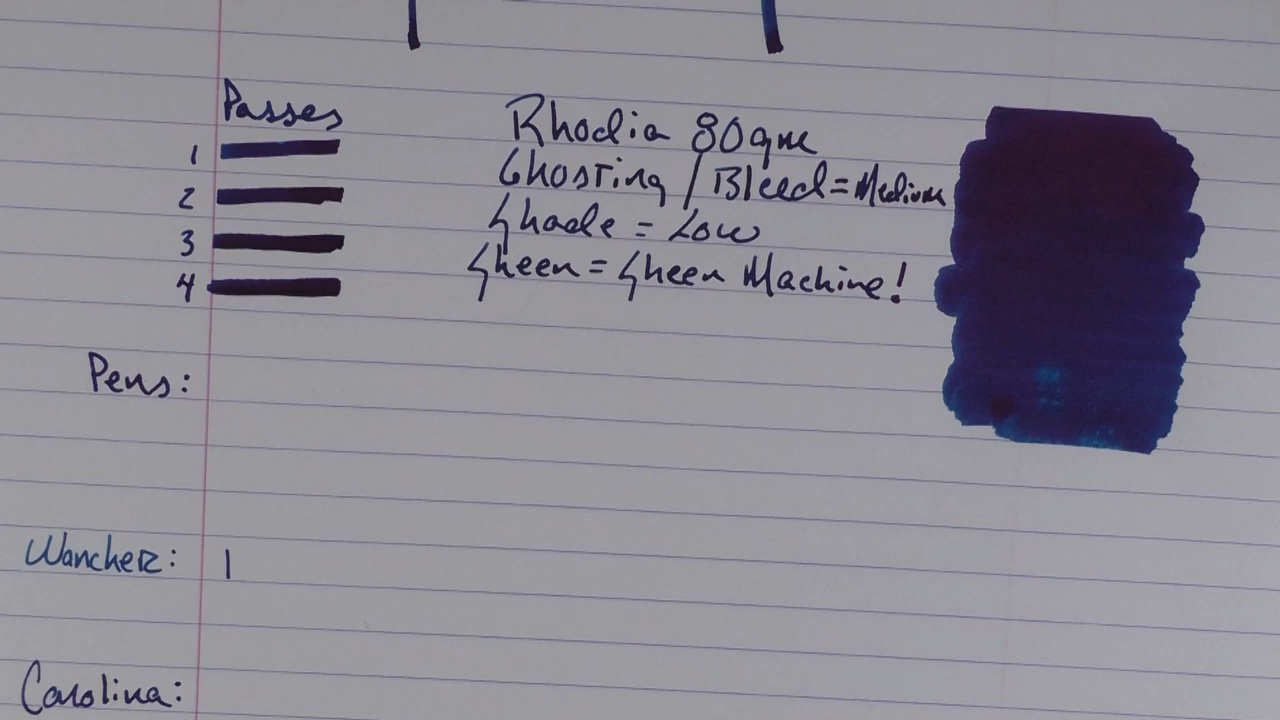 Passes
1
2
3
4
Rhodia 80gm
Ghosting / Bleed = Medium
Shade = Low
Sheen = Sheen Machine!
Pens:
Wancher: 1
Carolina: